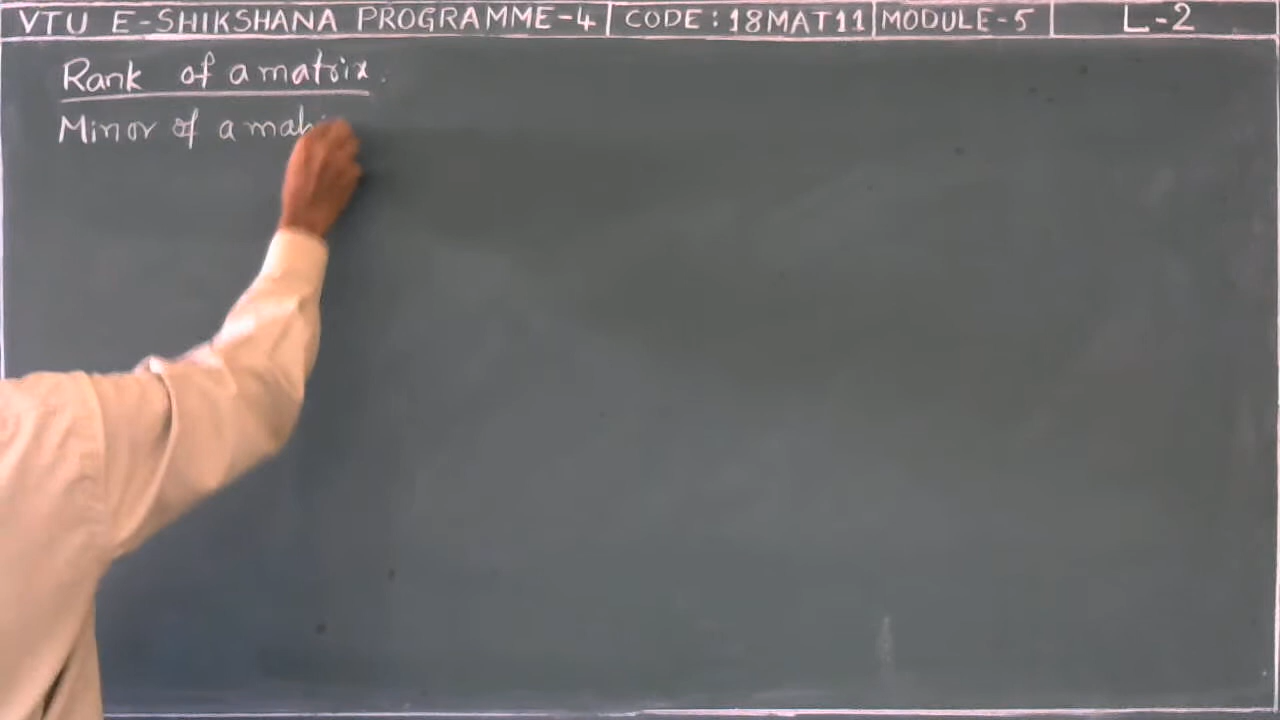 VTU E-SHIKSHANA PROGRAMME-4 CODE: 18MAT11 MODULE-5 L-2
Rank of a matrix.
Minor of a